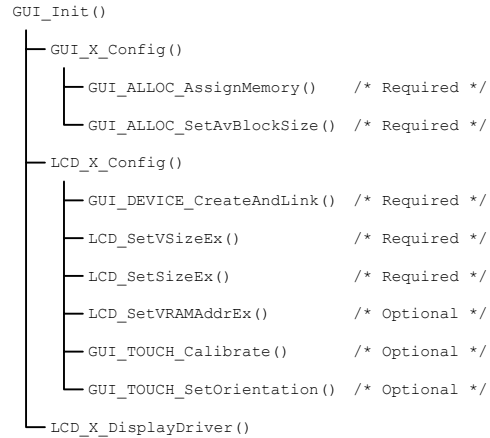 GUI_Init()
GUI_X_Config()
GUI_ALLOC_AssignMemory() /* Required */
GUI_ALLOC_SetAvBlockSize() /* Required */
LCD_X_Config()
GUI_DEVICE_CreateAndLink() /* Required */
LCD_SetVSizeEx() /* Required */
LCD_SetSizeEx() /* Required */
LCD_SetVRAMAddrEx() /* Optional */
GUI_TOUCH_Calibrate() /* Optional */
GUI_TOUCH_SetOrientation() /* Optional */
LCD_X_DisplayDriver()